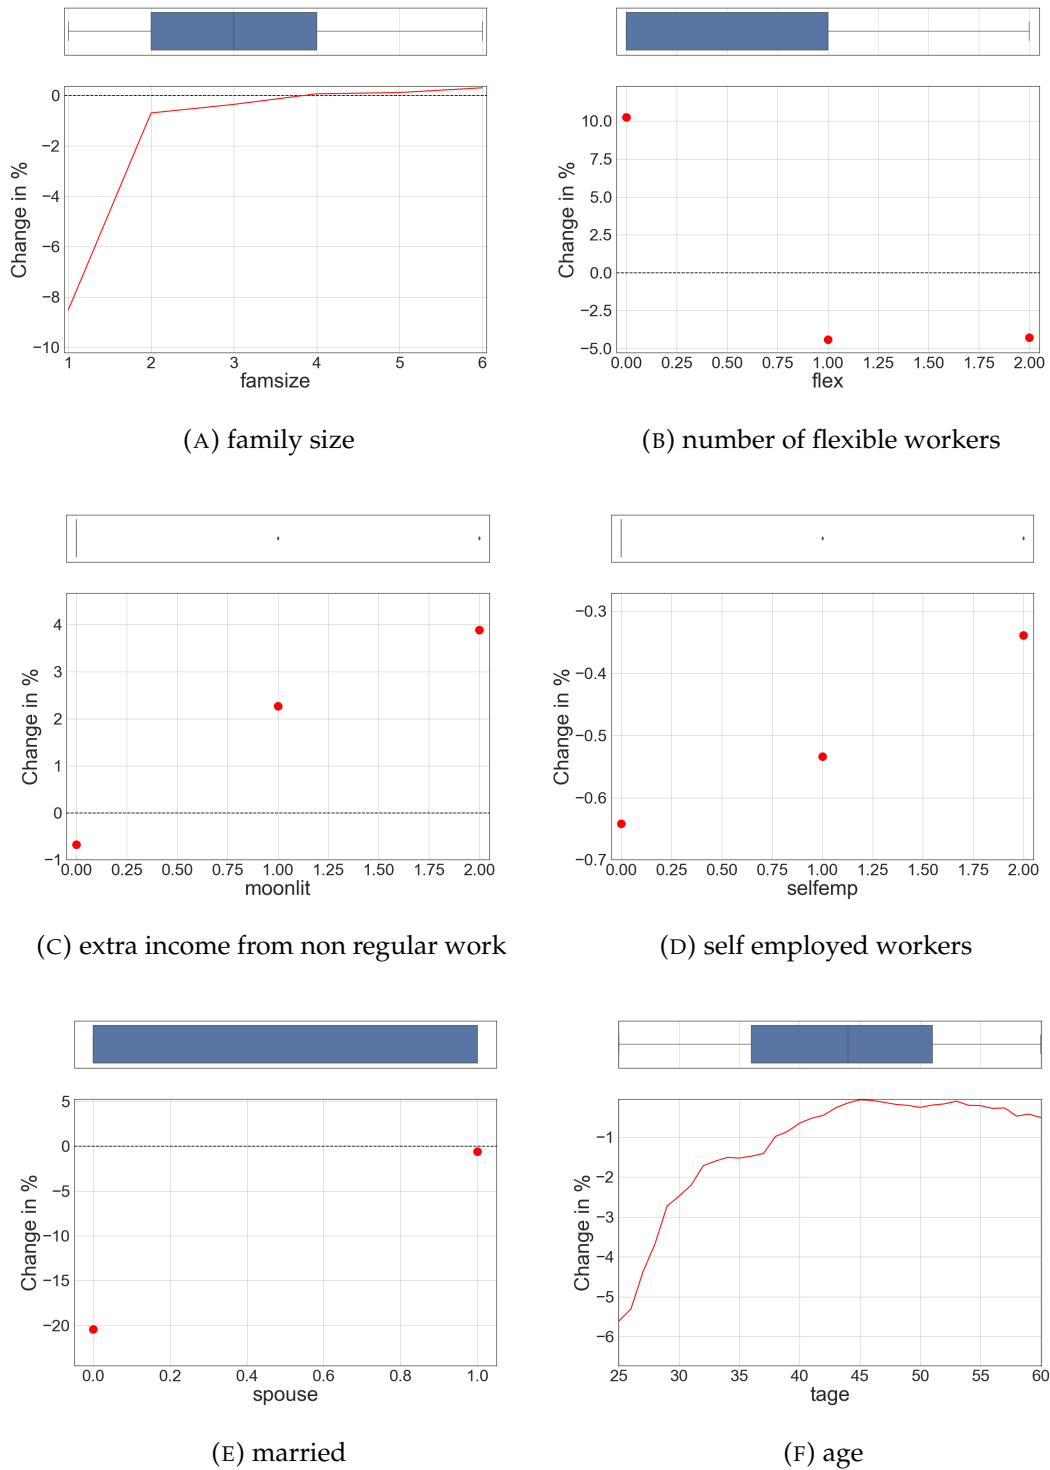 0
−2
−4
−6
−8
−10
Change in %
1 2 3 4 5 6
famsize
(A) family size
10.0
7.5
5.0
2.5
0.0
−2.5
−5.0
Change in %
0.00 0.25 0.50 0.75 1.00 1.25 1.50 1.75 2.00
flex
(B) number of flexible workers
4
3
2
1
0
−1
Change in %
0.00 0.25 0.50 0.75 1.00 1.25 1.50 1.75 2.00
moonlit
(C) extra income from non regular work
−0.3
−0.4
−0.5
−0.6
−0.7
Change in %
0.00 0.25 0.50 0.75 1.00 1.25 1.50 1.75 2.00
selfemp
(D) self employed workers
5
0
−5
−10
−15
−20
Change in %
0.0 0.2 0.4 0.6 0.8 1.0
spouse
(E) married
−1
−2
−3
−4
−5
−6
Change in %
25 30 35 40 45 50 55 60
tage
(F) age